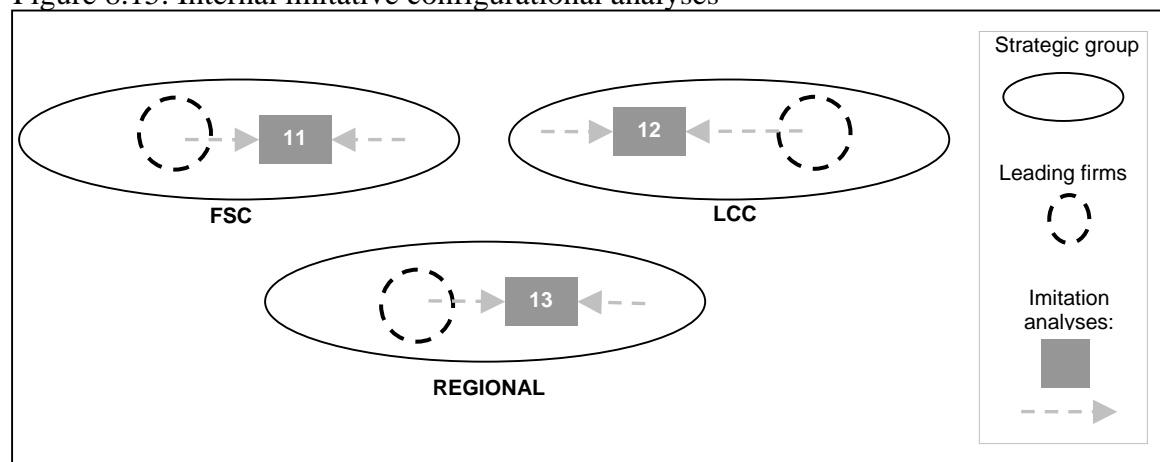 Figure 8.13: Internal imitative configurational analyses
Strategic group
11
12
FSC
LCC
Leading firms
13
REGIONAL
Imitation
analyses: